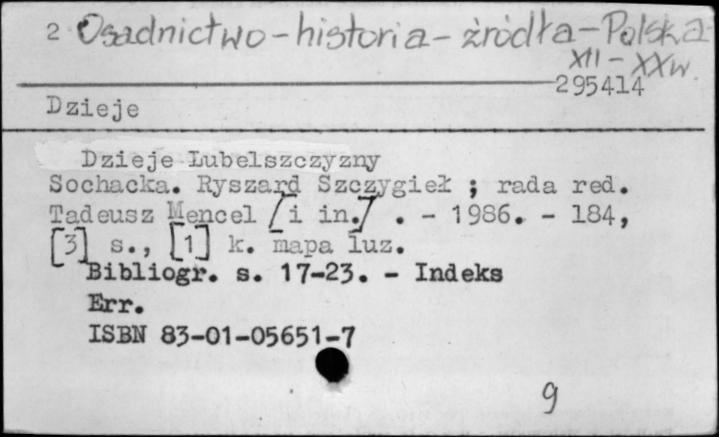 2 Osadnictwo - historia - źródła - Polska -
XII - XX w.
295414
Dzieje
Dzieje Lubelszczyzny
Sochacka. Ryszard Szczygieł ; rada red.
Tadeusz Mencel [i in.] . - 1986. - 184,
[3] s., [1] k. mapa luz.
Bibliogr. s. 17-23. - Indeks
Err.
ISBN 83-01-05651-7
9